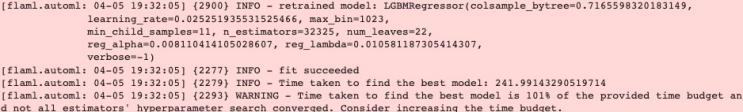 [flaml.automl: 04-05 19:32:05] {2900} INFO - retrained model: LGBMRegressor(colsample_bytree=0.7165598320183149,
learning_rate=0.025251935531525466, max_bin=1023,
min_child_samples=11, n_estimators=32325, num_leaves=22,
reg_alpha=0.008110414105028607, reg_lambda=0.010581187305414307,
verbose=-1)
[flaml.automl: 04-05 19:32:05] {2277} INFO - fit succeeded
[flaml.automl: 04-05 19:32:05] {2279} INFO - Time taken to find the best model: 241.99143290519714
[flaml.automl: 04-05 19:32:05] {2293} WARNING - Time taken to find the best model is 101% of the provided time budget an
d not all estimators' hyperparameter search converged. Consider increasing the time budget.